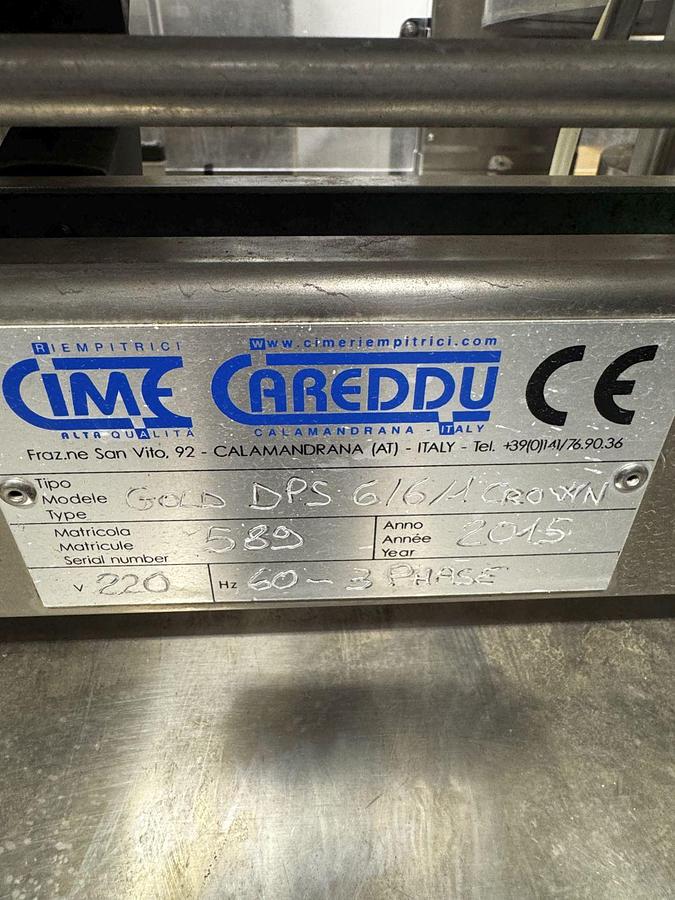 RIEMPITRICI
CIME
ALTA QUALITÀ
www.cimeriempitrici.com
CAREDDU
CALAMANDRANA - ITALY
CE
Fraz.ne San Vito, 92 - CALAMANDRANA (AT) - ITALY - Tel. +39(0)141/76.90.36
Tipo
Modele
Type
GOLD DPS 6/6/1 CROWN
Matricola
Matricule
Serial number
589
Anno
Année
Year
2015
V 220
Hz 60 - 3 PHASE